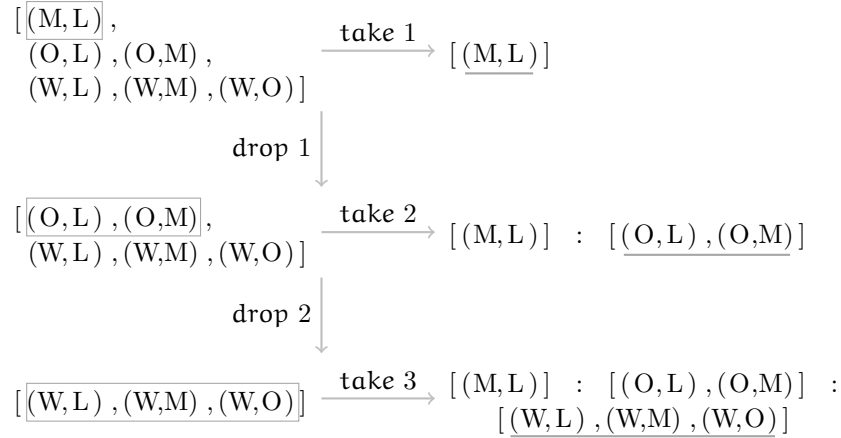 [(M,L),
take 1
[(M,L)]
(O,L),(O,M),
(W,L),(W,M),(W,O)]
drop 1
[(O,L),(O,M),
take 2
[(M,L)] : [(O,L),(O,M)]
(W,L),(W,M),(W,O)]
drop 2
[(W,L),(W,M),(W,O)]
take 3
[(M,L)] : [(O,L),(O,M)] :
[(W,L),(W,M),(W,O)]